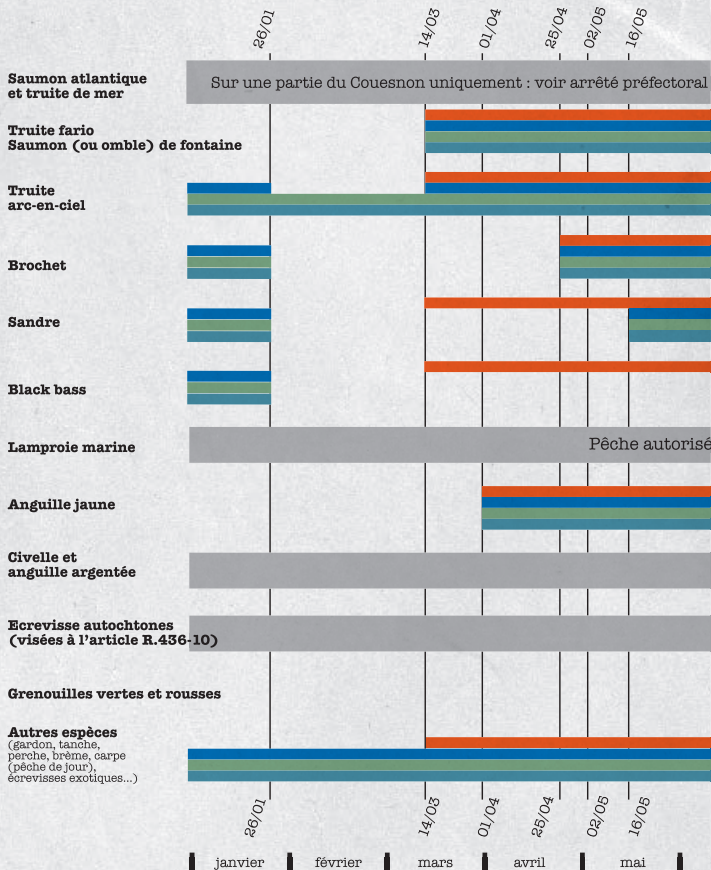 26/01
14/03
01/04
25/04
02/05
16/05
Saumon atlantique
et truite de mer
Sur une partie du Couesnon uniquement : voir arrêté préfectoral
Truite fario
Saumon (ou omble) de fontaine
Truite
arc-en-ciel
Brochet
Sandre
Black bass
Lamproie marine
Pêche autorisé
Anguille jaune
Civelle et
anguille argentée
Ecrevisse autochtones
(visées à l'article R.436-10)
Grenouilles vertes et rousses
Autres espèces
(gardon, tanche,
perche, brème, carpe
(pêche de jour),
écrevisses exotiques...)
26/01
14/03
01/04
25/04
02/05
16/05
janvier
février
mars
avril
mai